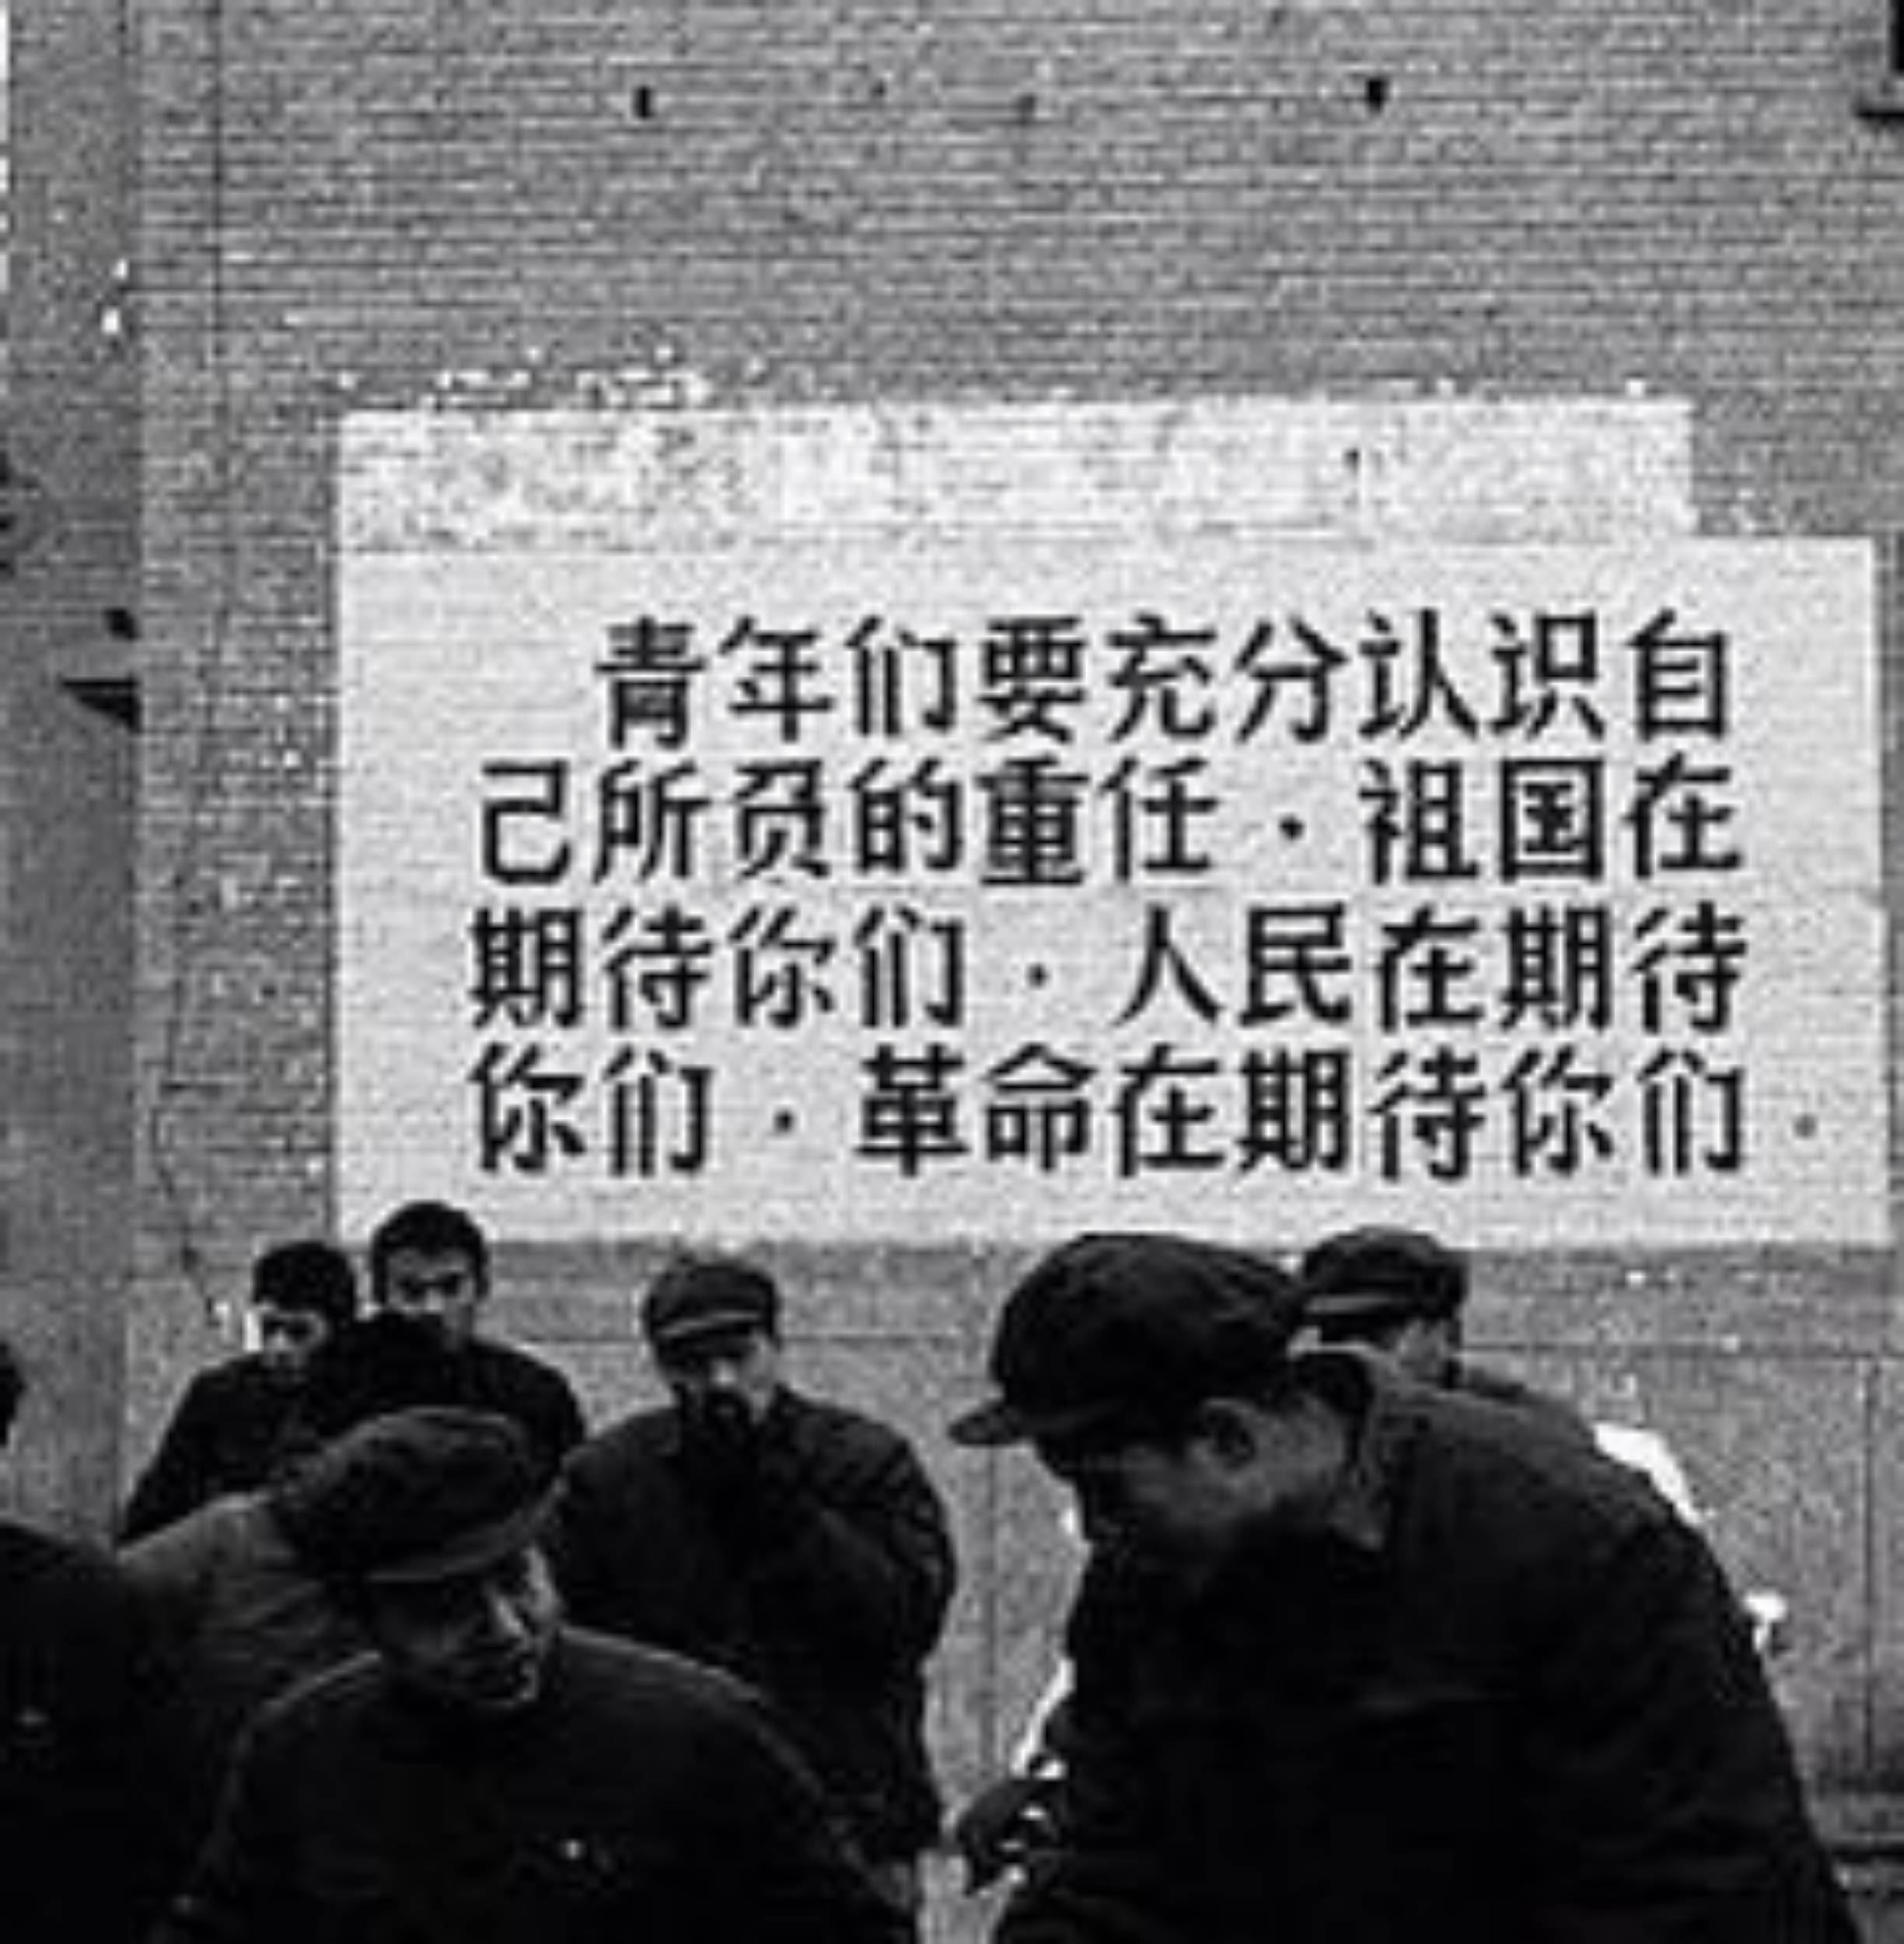 青年们要充分认识自
己所负的重任·祖国在
期待你们·人民在期待
你们·革命在期待你们·